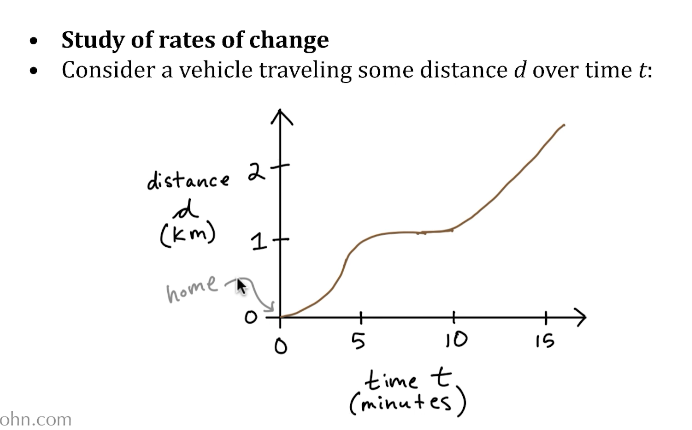 • Study of rates of change
• Consider a vehicle traveling some distance d over time t:
distance
d
(km)
2
1
home
0
0 5 10 15
time t
(minutes)
ohn.com